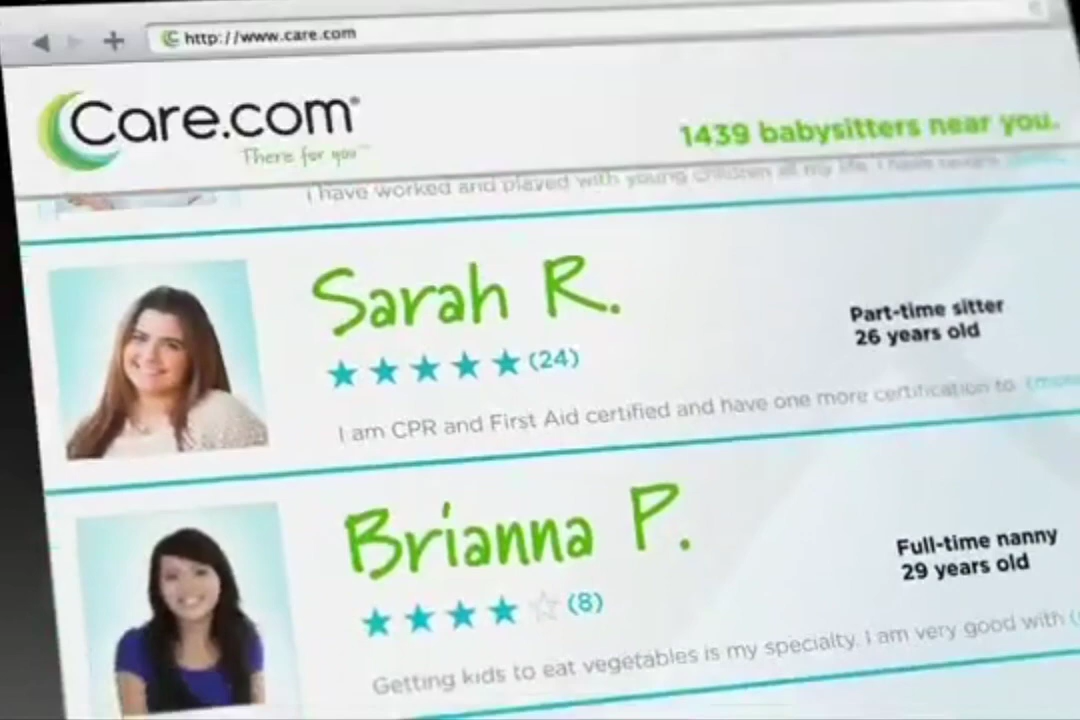 http://www.care.com
Care.com®
There for you™
1439 babysitters near you.
I have worked and played with young children all my life. I have
Sarah R.
(24)
Part-time sitter
26 years old
I am CPR and First Aid certified and have one more certification to (more
Brianna P.
(8)
Full-time nanny
29 years old
Getting kids to eat vegetables is my specialty. I am very good with (